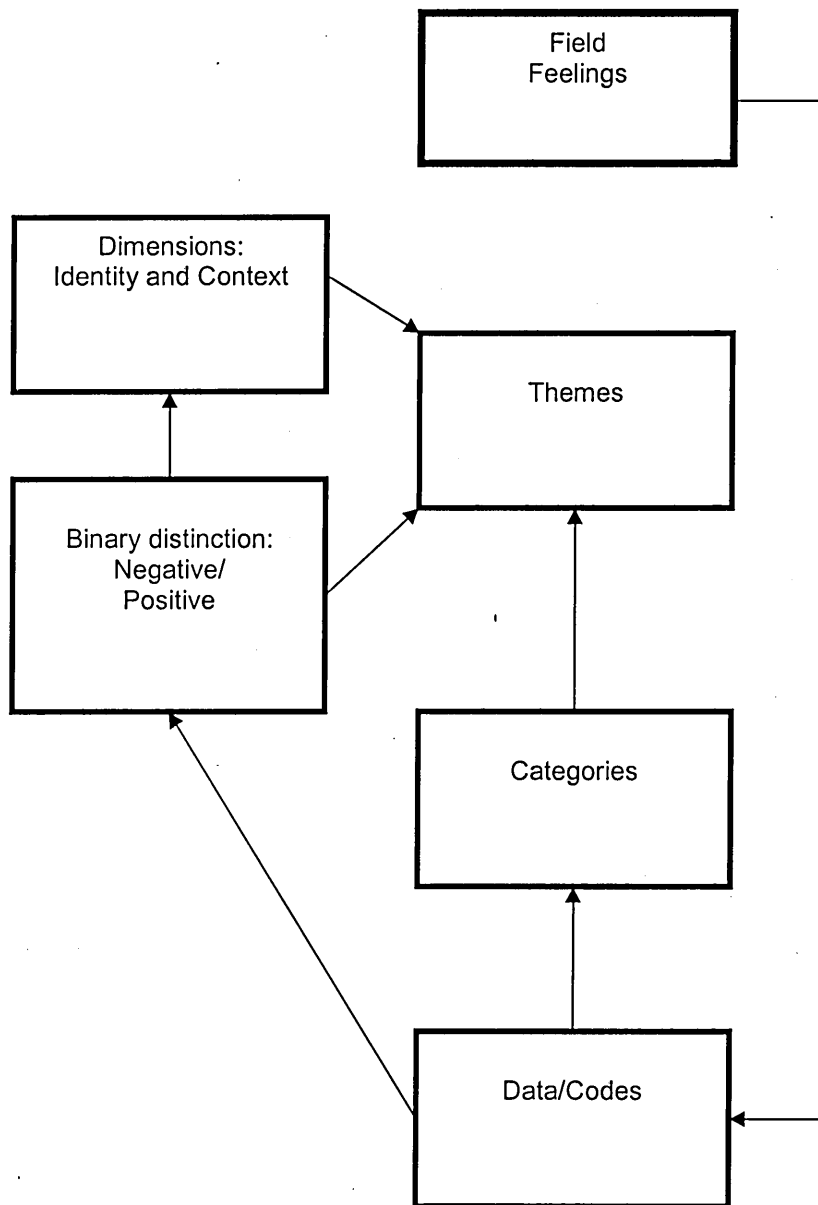 Field
Feelings
Dimensions:
Identity and Context
Themes
Binary distinction:
Negative/
Positive
Categories
Data/Codes